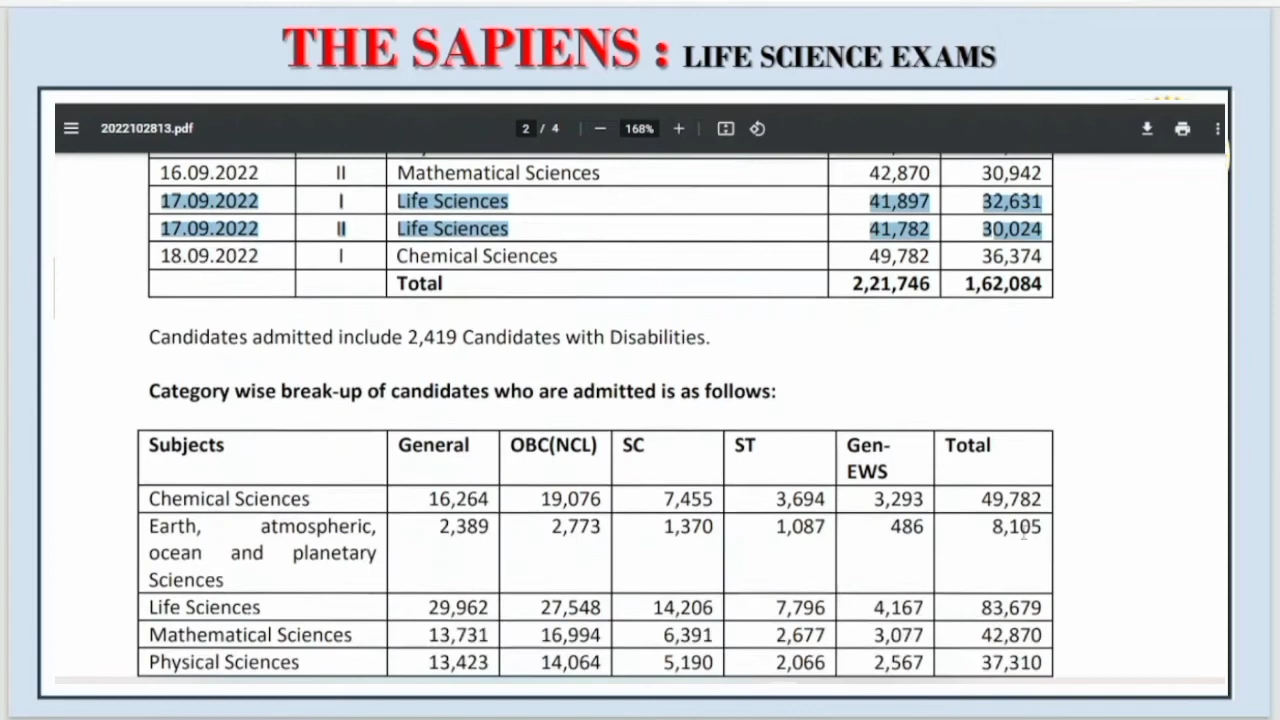 THE SAPIENS : LIFE SCIENCE EXAMS
2022102813.pdf 2 / 4 — 168% +
16.09.2022 II Mathematical Sciences 42,870 30,942
17.09.2022 I Life Sciences 41,897 32,631
17.09.2022 II Life Sciences 41,782 30,024
18.09.2022 I Chemical Sciences 49,782 36,374
Total 2,21,746 1,62,084
Candidates admitted include 2,419 Candidates with Disabilities.
Category wise break-up of candidates who are admitted is as follows:
Subjects General OBC(NCL) SC ST Gen- Total
EWS
Chemical Sciences 16,264 19,076 7,455 3,694 3,293 49,782
Earth, atmospheric, 2,389 2,773 1,370 1,087 486 8,105
ocean and planetary
Sciences
Life Sciences 29,962 27,548 14,206 7,796 4,167 83,679
Mathematical Sciences 13,731 16,994 6,391 2,677 3,077 42,870
Physical Sciences 13,423 14,064 5,190 2,066 2,567 37,310